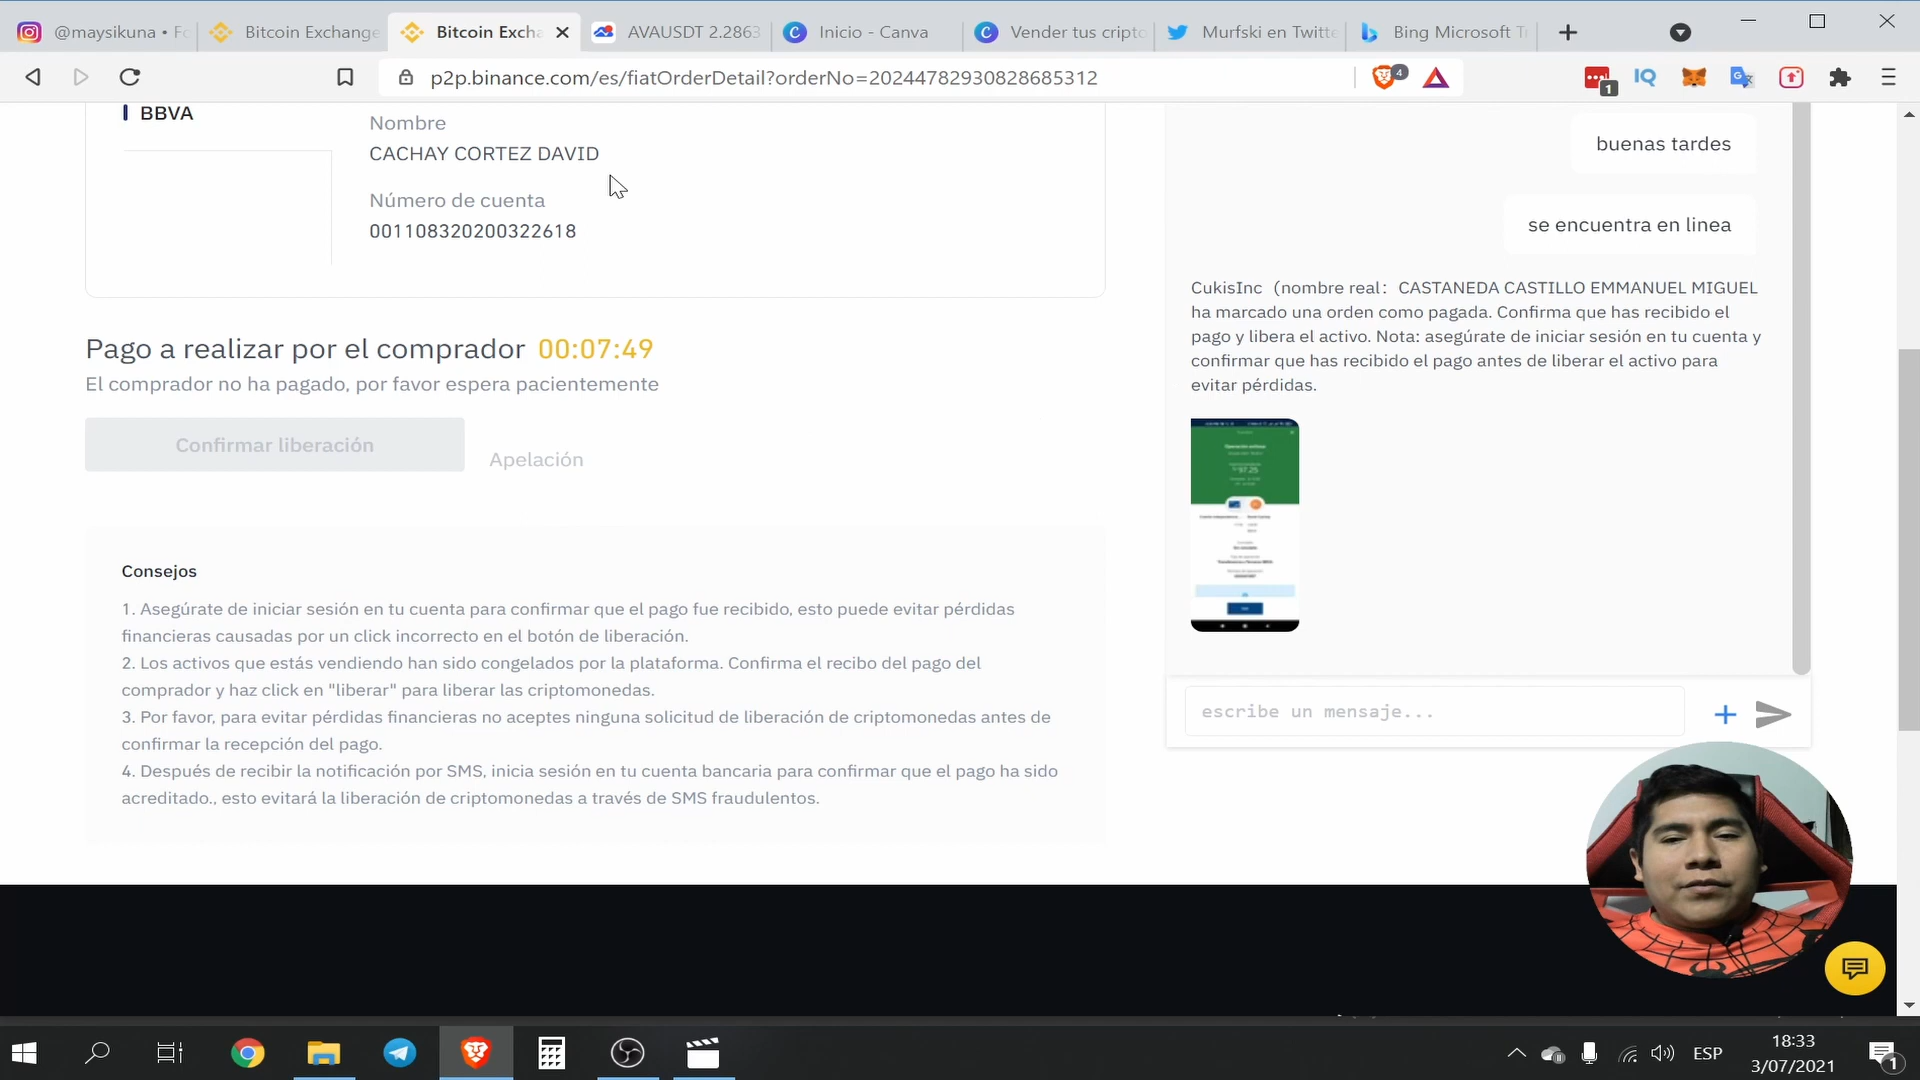 @maysikuna • Fo
Bitcoin Exchange
Bitcoin Excha
AVAUSDT 2.2863
Inicio - Canva
Vender tus cripto
Murfski en Twitte
Bing Microsoft Tr
p2p.binance.com/es/fiatOrderDetail?orderNo=20244782930828685312
4
1
IQ
BBVA
Nombre
CACHAY CORTEZ DAVID
Número de cuenta
001108320200322618
Pago a realizar por el comprador 00:07:49
El comprador no ha pagado, por favor espera pacientemente
Confirmar liberación
Apelación
Consejos
1. Asegúrate de iniciar sesión en tu cuenta para confirmar que el pago fue recibido, esto puede evitar pérdidas
financieras causadas por un click incorrecto en el botón de liberación.
2. Los activos que estás vendiendo han sido congelados por la plataforma. Confirma el recibo del pago del
comprador y haz click en "liberar" para liberar las criptomonedas.
3. Por favor, para evitar pérdidas financieras no aceptes ninguna solicitud de liberación de criptomonedas antes de
confirmar la recepción del pago.
4. Después de recibir la notificación por SMS, inicia sesión en tu cuenta bancaria para confirmar que el pago ha sido
acreditado., esto evitará la liberación de criptomonedas a través de SMS fraudulentos.
buenas tardes
se encuentra en linea
CukisInc（nombre real: CASTANEDA CASTILLO EMMANUEL MIGUEL
ha marcado una orden como pagada. Confirma que has recibido el
pago y libera el activo. Nota: asegúrate de iniciar sesión en tu cuenta y
confirmar que has recibido el pago antes de liberar el activo para
evitar pérdidas.
97.25
escribe un mensaje...
ESP
18:33
3/07/2021
1